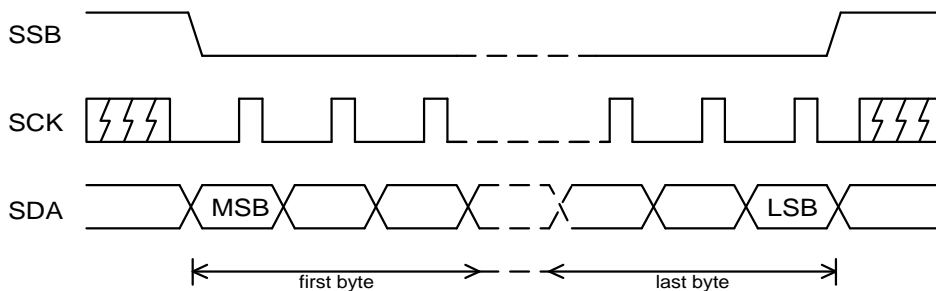 SSB
SCK
SDA
MSB
LSB
first byte
last byte